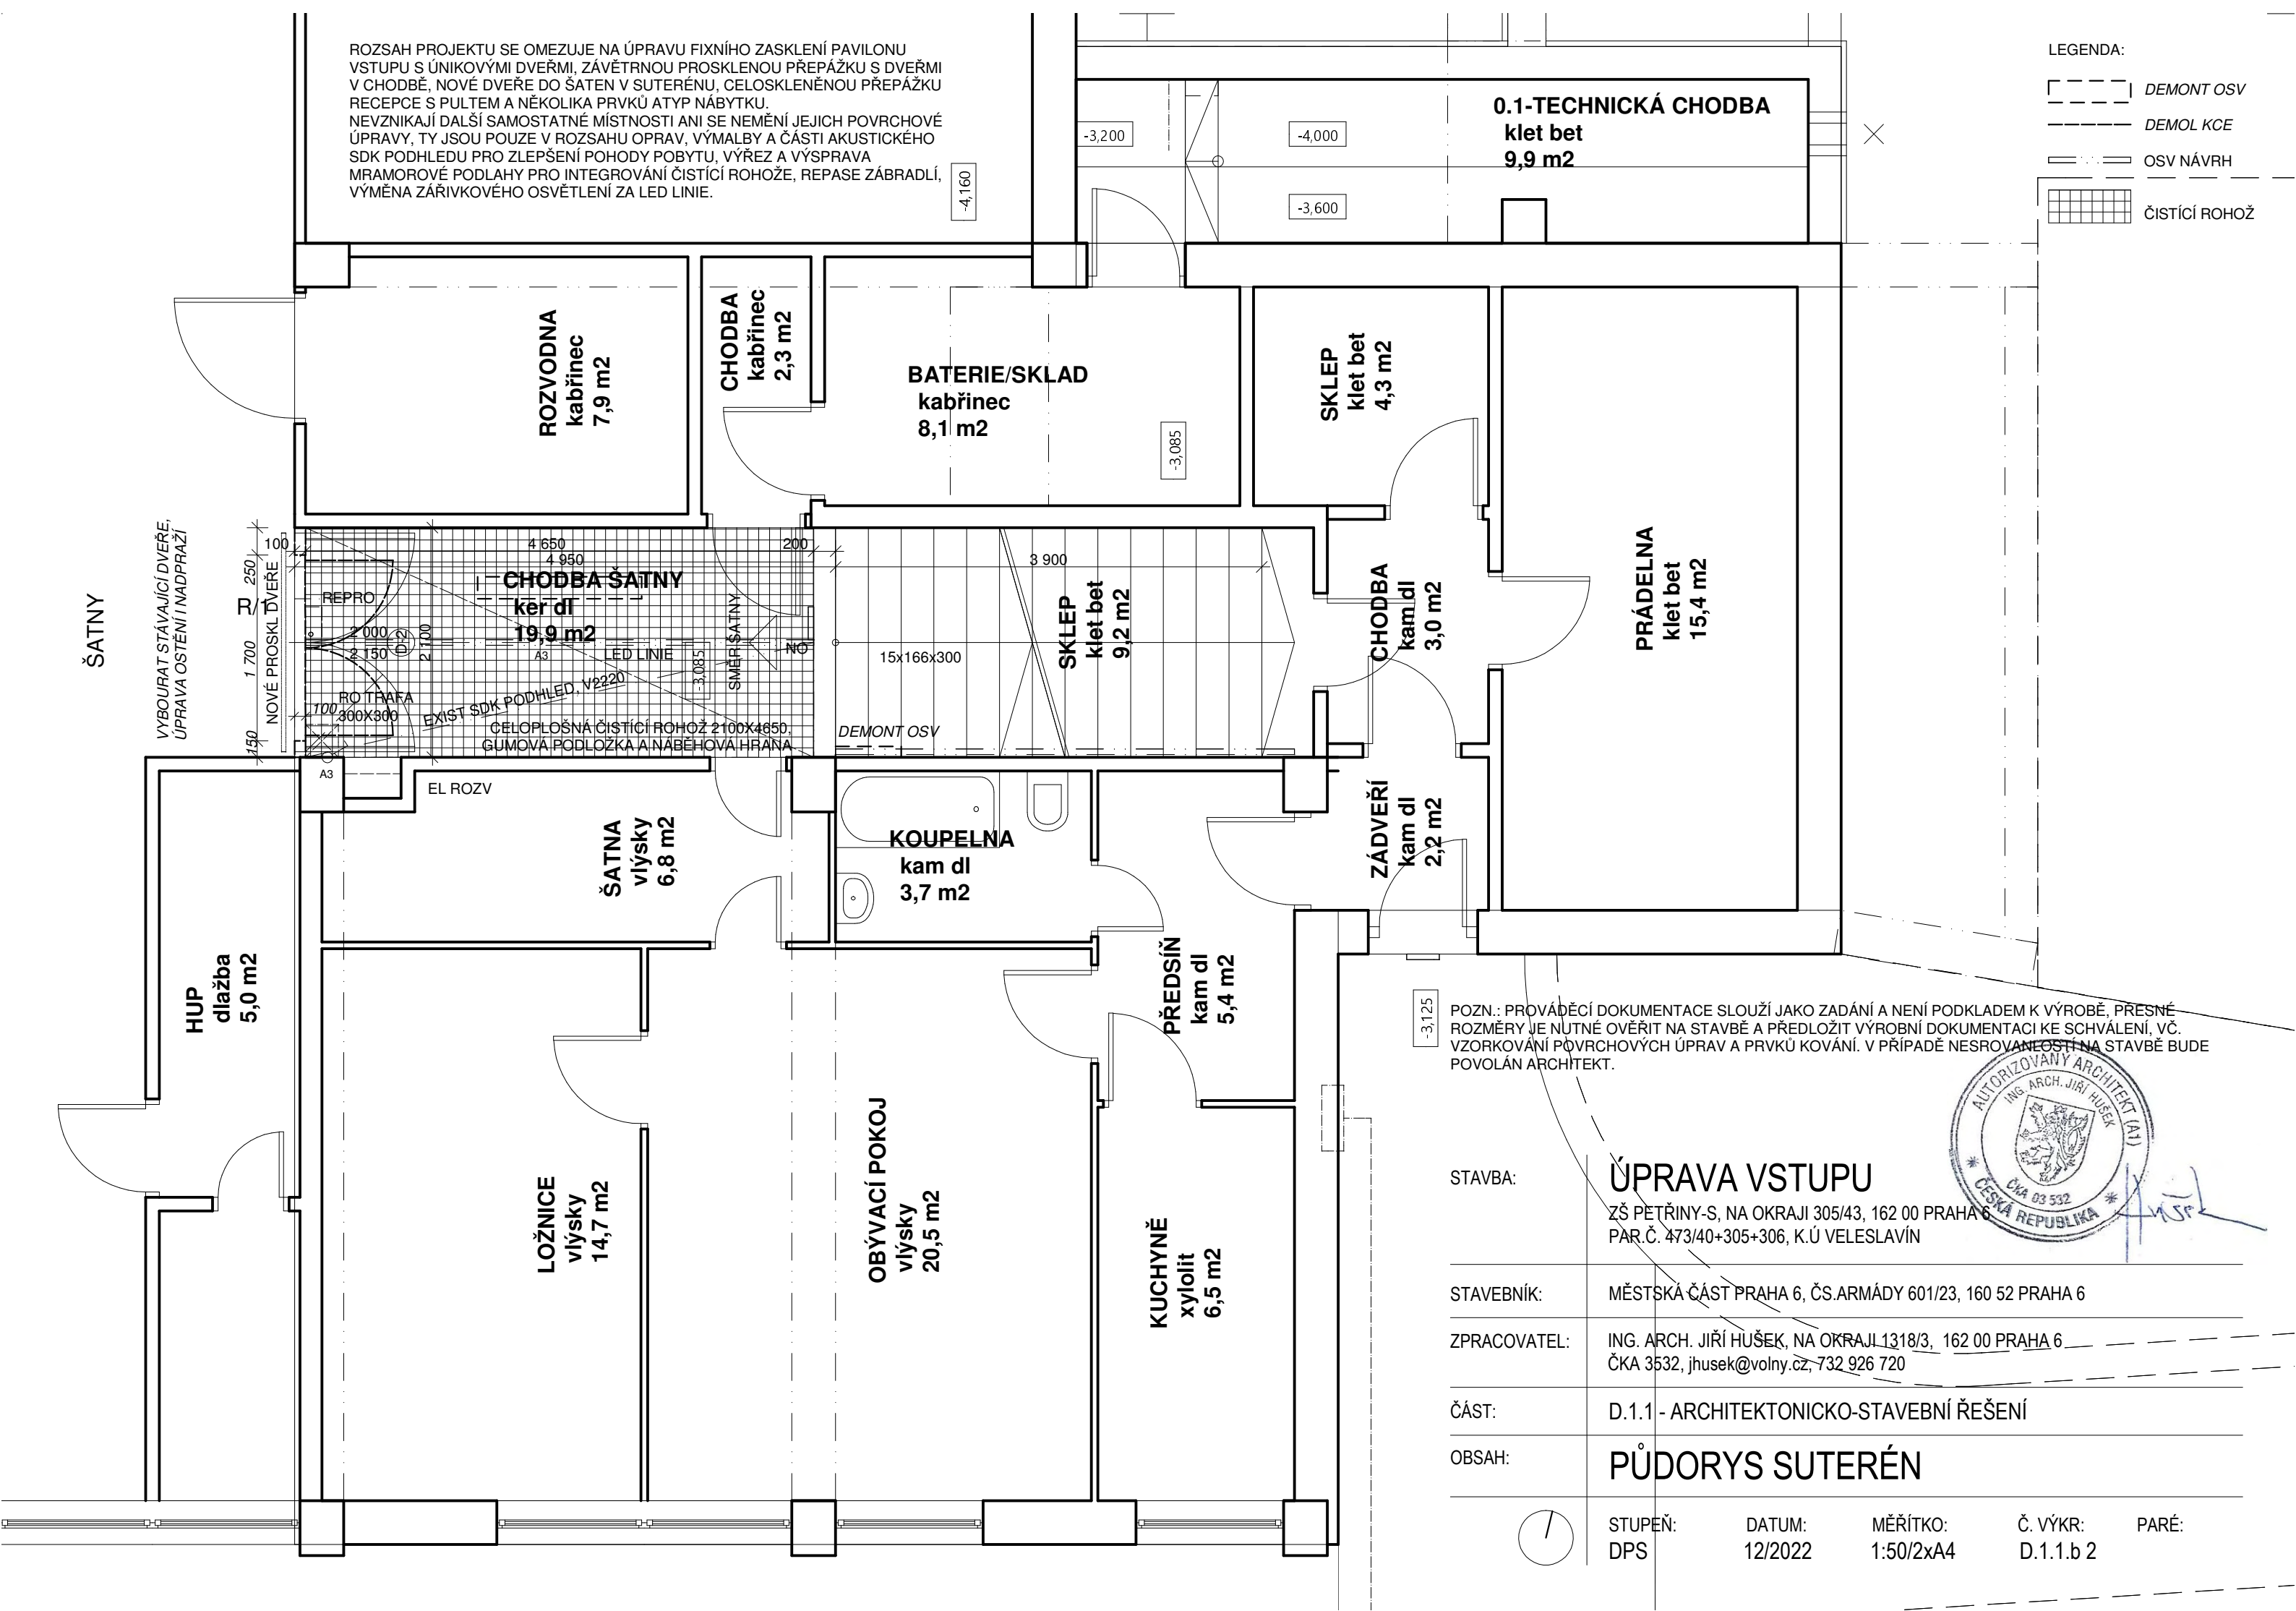 ROZSAH PROJEKTU SE OMEZUJE NA ÚPRAVU FIXNÍHO ZASKLENÍ PAVILONU
VSTUPU S ÚNIKOVÝMI DVEŘMI, ZÁVĚTRNOU PROSKLENOU PŘEPÁŽKU S DVEŘMI
V CHODBĚ, NOVÉ DVEŘE DO ŠATEN V SUTERÉNU, CELOSKLENĚNOU PŘEPÁŽKU
RECEPCE S PULTEM A NĚKOLIKA PRVKŮ ATYP NÁBYTKU.
NEVZNIKAJÍ DALŠÍ SAMOSTATNÉ MÍSTNOSTI ANI SE NEMĚNÍ JEJICH POVRCHOVÉ
ÚPRAVY, TY JSOU POUZE V ROZSAHU OPRAV, VÝMALBY A ČÁSTI AKUSTICKÉHO
SDK PODHLEDU PRO ZLEPŠENÍ POHODY POBYTU, VÝŘEZ A VÝSPRAVA
MRAMOROVÉ PODLAHY PRO INTEGROVÁNÍ ČISTÍCÍ ROHOŽE, REPASE ZÁBRADLÍ,
VÝMĚNA ZÁŘIVKOVÉHO OSVĚTLENÍ ZA LED LINIE.
-4,160
-3,200
-4,000
-3,600
0.1-TECHNICKÁ CHODBA
klet bet
9,9 m2
LEGENDA:
DEMONT OSV
DEMOL KCE
OSV NÁVRH
ČISTÍCÍ ROHOŽ
ROZVODNA
kabřinec
7,9 m2
CHODBA
kabřinec
2,3 m2
BATERIE/SKLAD
kabřinec
8,1 m2
-3,085
SKLEP
klet bet
4,3 m2
PRÁDELNA
klet bet
15,4 m2
ŠATNY
VYBOURAT STÁVAJÍCÍ DVEŘE,
ÚPRAVA OSTĚNÍ I NADPRAŽÍ
250
1 700
150
100
R/1
NOVÉ PROSKL DVEŘE
4 650
200
4 950
CHODBA ŠATNY
ker dl
19,9 m2
REPRO
2 000
2 150
D-2
2 100
A3
LED LINIE
-3,085
SMĚR ŠATNY
NO
RO TRAFA
300X300
100
EXIST SDK PODHLED, V2220
CELOPLOŠNÁ ČISTÍCÍ ROHOŽ 2100X4650,
GUMOVÁ PODLOŽKA A NÁBĚHOVÁ HRANA
A3
EL ROZV
3 900
15x166x300
SKLEP
klet bet
9,2 m2
DEMONT OSV
CHODBA
kam dl
3,0 m2
ZÁDVEŘÍ
kam dl
2,2 m2
ŠATNA
vlýsky
6,8 m2
KOUPELNA
kam dl
3,7 m2
PŘEDSÍŇ
kam dl
5,4 m2
HUP
dlažba
5,0 m2
LOŽNICE
vlýsky
14,7 m2
OBÝVACÍ POKOJ
vlýsky
20,5 m2
KUCHYNĚ
xylolit
6,5 m2
-3,125
POZN.: PROVÁDĚCÍ DOKUMENTACE SLOUŽÍ JAKO ZADÁNÍ A NENÍ PODKLADEM K VÝROBĚ, PŘESNÉ
ROZMĚRY JE NUTNÉ OVĚŘIT NA STAVBĚ A PŘEDLOŽIT VÝROBNÍ DOKUMENTACI KE SCHVÁLENÍ, VČ.
VZORKOVÁNÍ POVRCHOVÝCH ÚPRAV A PRVKŮ KOVÁNÍ. V PŘÍPADĚ NESROVANLOSTÍ NA STAVBĚ BUDE
POVOLÁN ARCHITEKT.
AUTORIZOVANÝ ARCHITEKT (A1)
ING. ARCH. JIŘÍ HUŠEK
ČKA 03 532
* ČESKÁ REPUBLIKA *
STAVBA:
ÚPRAVA VSTUPU
ZŠ PETŘINY-S, NA OKRAJI 305/43, 162 00 PRAHA 6
PAR.Č. 473/40+305+306, K.Ú VELESLAVÍN
STAVEBNÍK:
MĚSTSKÁ ČÁST PRAHA 6, ČS.ARMÁDY 601/23, 160 52 PRAHA 6
ZPRACOVATEL:
ING. ARCH. JIŘÍ HUŠEK, NA OKRAJI 1318/3, 162 00 PRAHA 6
ČKA 3532, jhusek@volny.cz, 732 926 720
ČÁST:
D.1.1 - ARCHITEKTONICKO-STAVEBNÍ ŘEŠENÍ
OBSAH:
PŮDORYS SUTERÉN
STUPEŇ: DATUM: MĚŘÍTKO: Č. VÝKR: PARÉ:
DPS 12/2022 1:50/2xA4 D.1.1.b 2